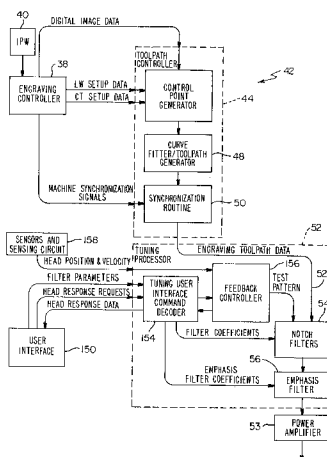 40
IPW
DIGITAL IMAGE DATA
TOOLPATH
CONTROLLER
42
38
ENGRAVING
CONTROLLER
LW SETUP DATA
CT SETUP DATA
CONTROL
POINT
GENERATOR
44
CURVE
FITTER/TOOLPATH
GENERATOR
48
MACHINE SYNCHRONIZATION
SIGNALS
SYNCHRONIZATION
ROUTINE
50
52
SENSORS AND
SENSING CIRCUIT
158
TUNING
PROCESSOR
ENGRAVING TOOLPATH DATA
HEAD POSITION & VELOCITY
156
TEST
PATTERN
52
FILTER PARAMETERS
HEAD RESPONSE REQUESTS
HEAD RESPONSE DATA
TUNING USER
INTERFACE
COMMAND
DECODER
FEEDBACK
CONTROLLER
54
USER
INTERFACE
150
154
FILTER COEFFICIENTS
NOTCH
FILTERS
EMPHASIS
FILTER COEFFICIENTS
56
EMPHASIS
FILTER
53
POWER
AMPLIFIER